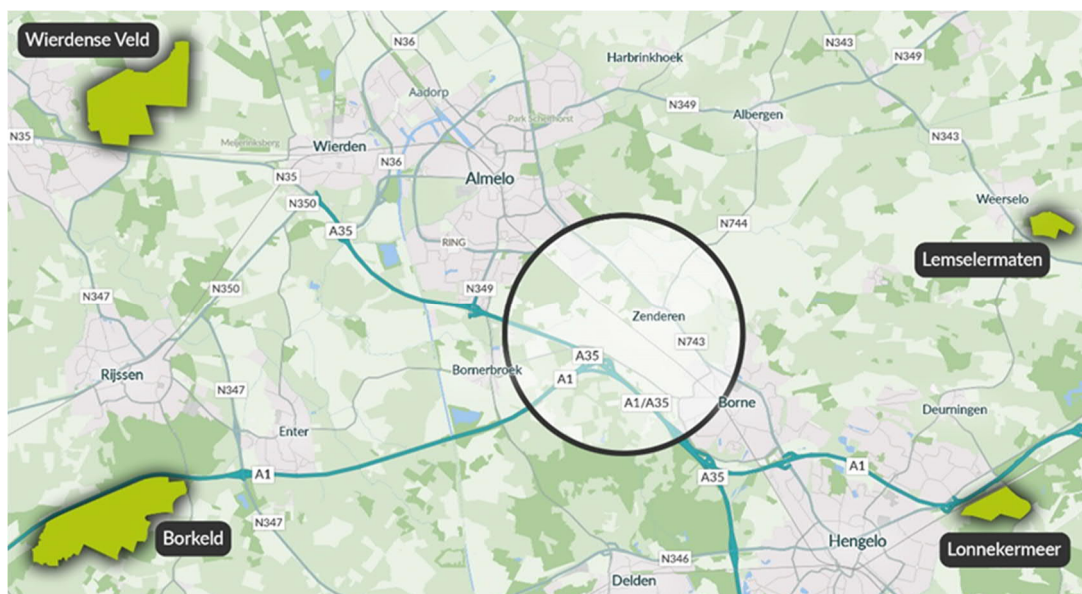 Wierdense Veld
N36
Harbrinkhoek
N343
N349
Aadorp
N349
Albergen
Park Schelfhorst
N35
Meijerinksberg
Wierden
N36
N343
N35
Almelo
N350
Weerselo
A35
N744
RING
Lemselermaten
N350
N349
N347
Zenderen
N743
A35
Bornerbroek
A1
Rijssen
N347
A1/A35
Borne
Deurningen
Enter
A1
A1
A35
N347
Borkeld
Hengelo
Lonnekermeer
N346
Delden